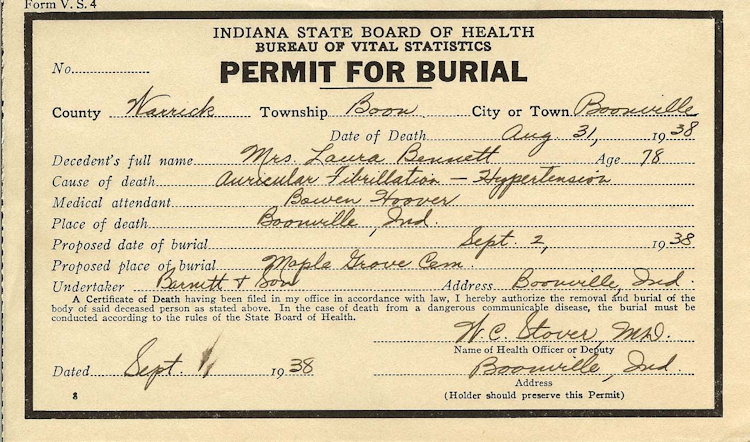 Form V. S. 4
INDIANA STATE BOARD OF HEALTH
BUREAU OF VITAL STATISTICS
No.
PERMIT FOR BURIAL
County Warrick Township Boon City or Town Boonville
Date of Death Aug 31, 1938
Decedent's full name Mrs. Laura Bennett Age 78
Cause of death Auricular Fibrillation — Hypertension
Medical attendant Bowen Hoover
Place of death Boonville, Ind.
Proposed date of burial Sept. 2, 1938
Proposed place of burial Maple Grove Cem.
Undertaker & Son Address Boonville, Ind.
A Certificate of Death having been filed in my office in accordance with law, I hereby authorize the removal and burial of the
body of said deceased person as stated above. In the case of death from a dangerous communicable disease, the burial must be
conducted according to the rules of the State Board of Health.
W. C. Stover, M.D.
Name of Health Officer or Deputy
Dated Sept. 1 1938
Boonville, Ind.
Address
8
(Holder should preserve this Permit)